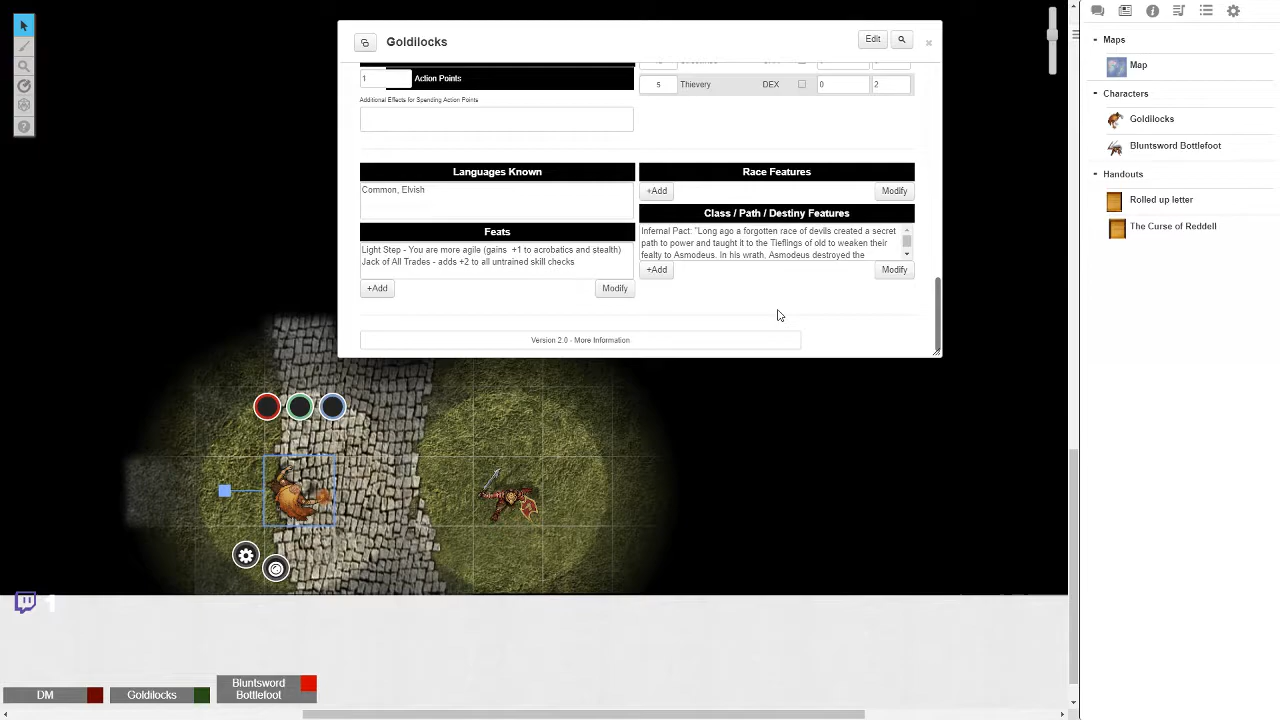 Goldilocks
Edit
1
Action Points
Additional Effects for Spending Action Points
5 Thievery DEX 0 2
Languages Known
Common, Elvish
Feats
Light Step - You are more agile (gains +1 to acrobatics and stealth)
Jack of All Trades - adds +2 to all untrained skill checks
+Add
Modify
Race Features
+Add
Modify
Class / Path / Destiny Features
Infernal Pact: "Long ago a forgotten race of devils created a secret
path to power and taught it to the Tieflings of old to weaken their
fealty to Asmodeus. In his wrath, Asmodeus destroyed the
+Add
Modify
Version 2.0 - More Information
Maps
Map
Characters
Goldilocks
Bluntsword Bottlefoot
Handouts
Rolled up letter
The Curse of Reddell
1
DM
Goldilocks
Bluntsword
Bottlefoot